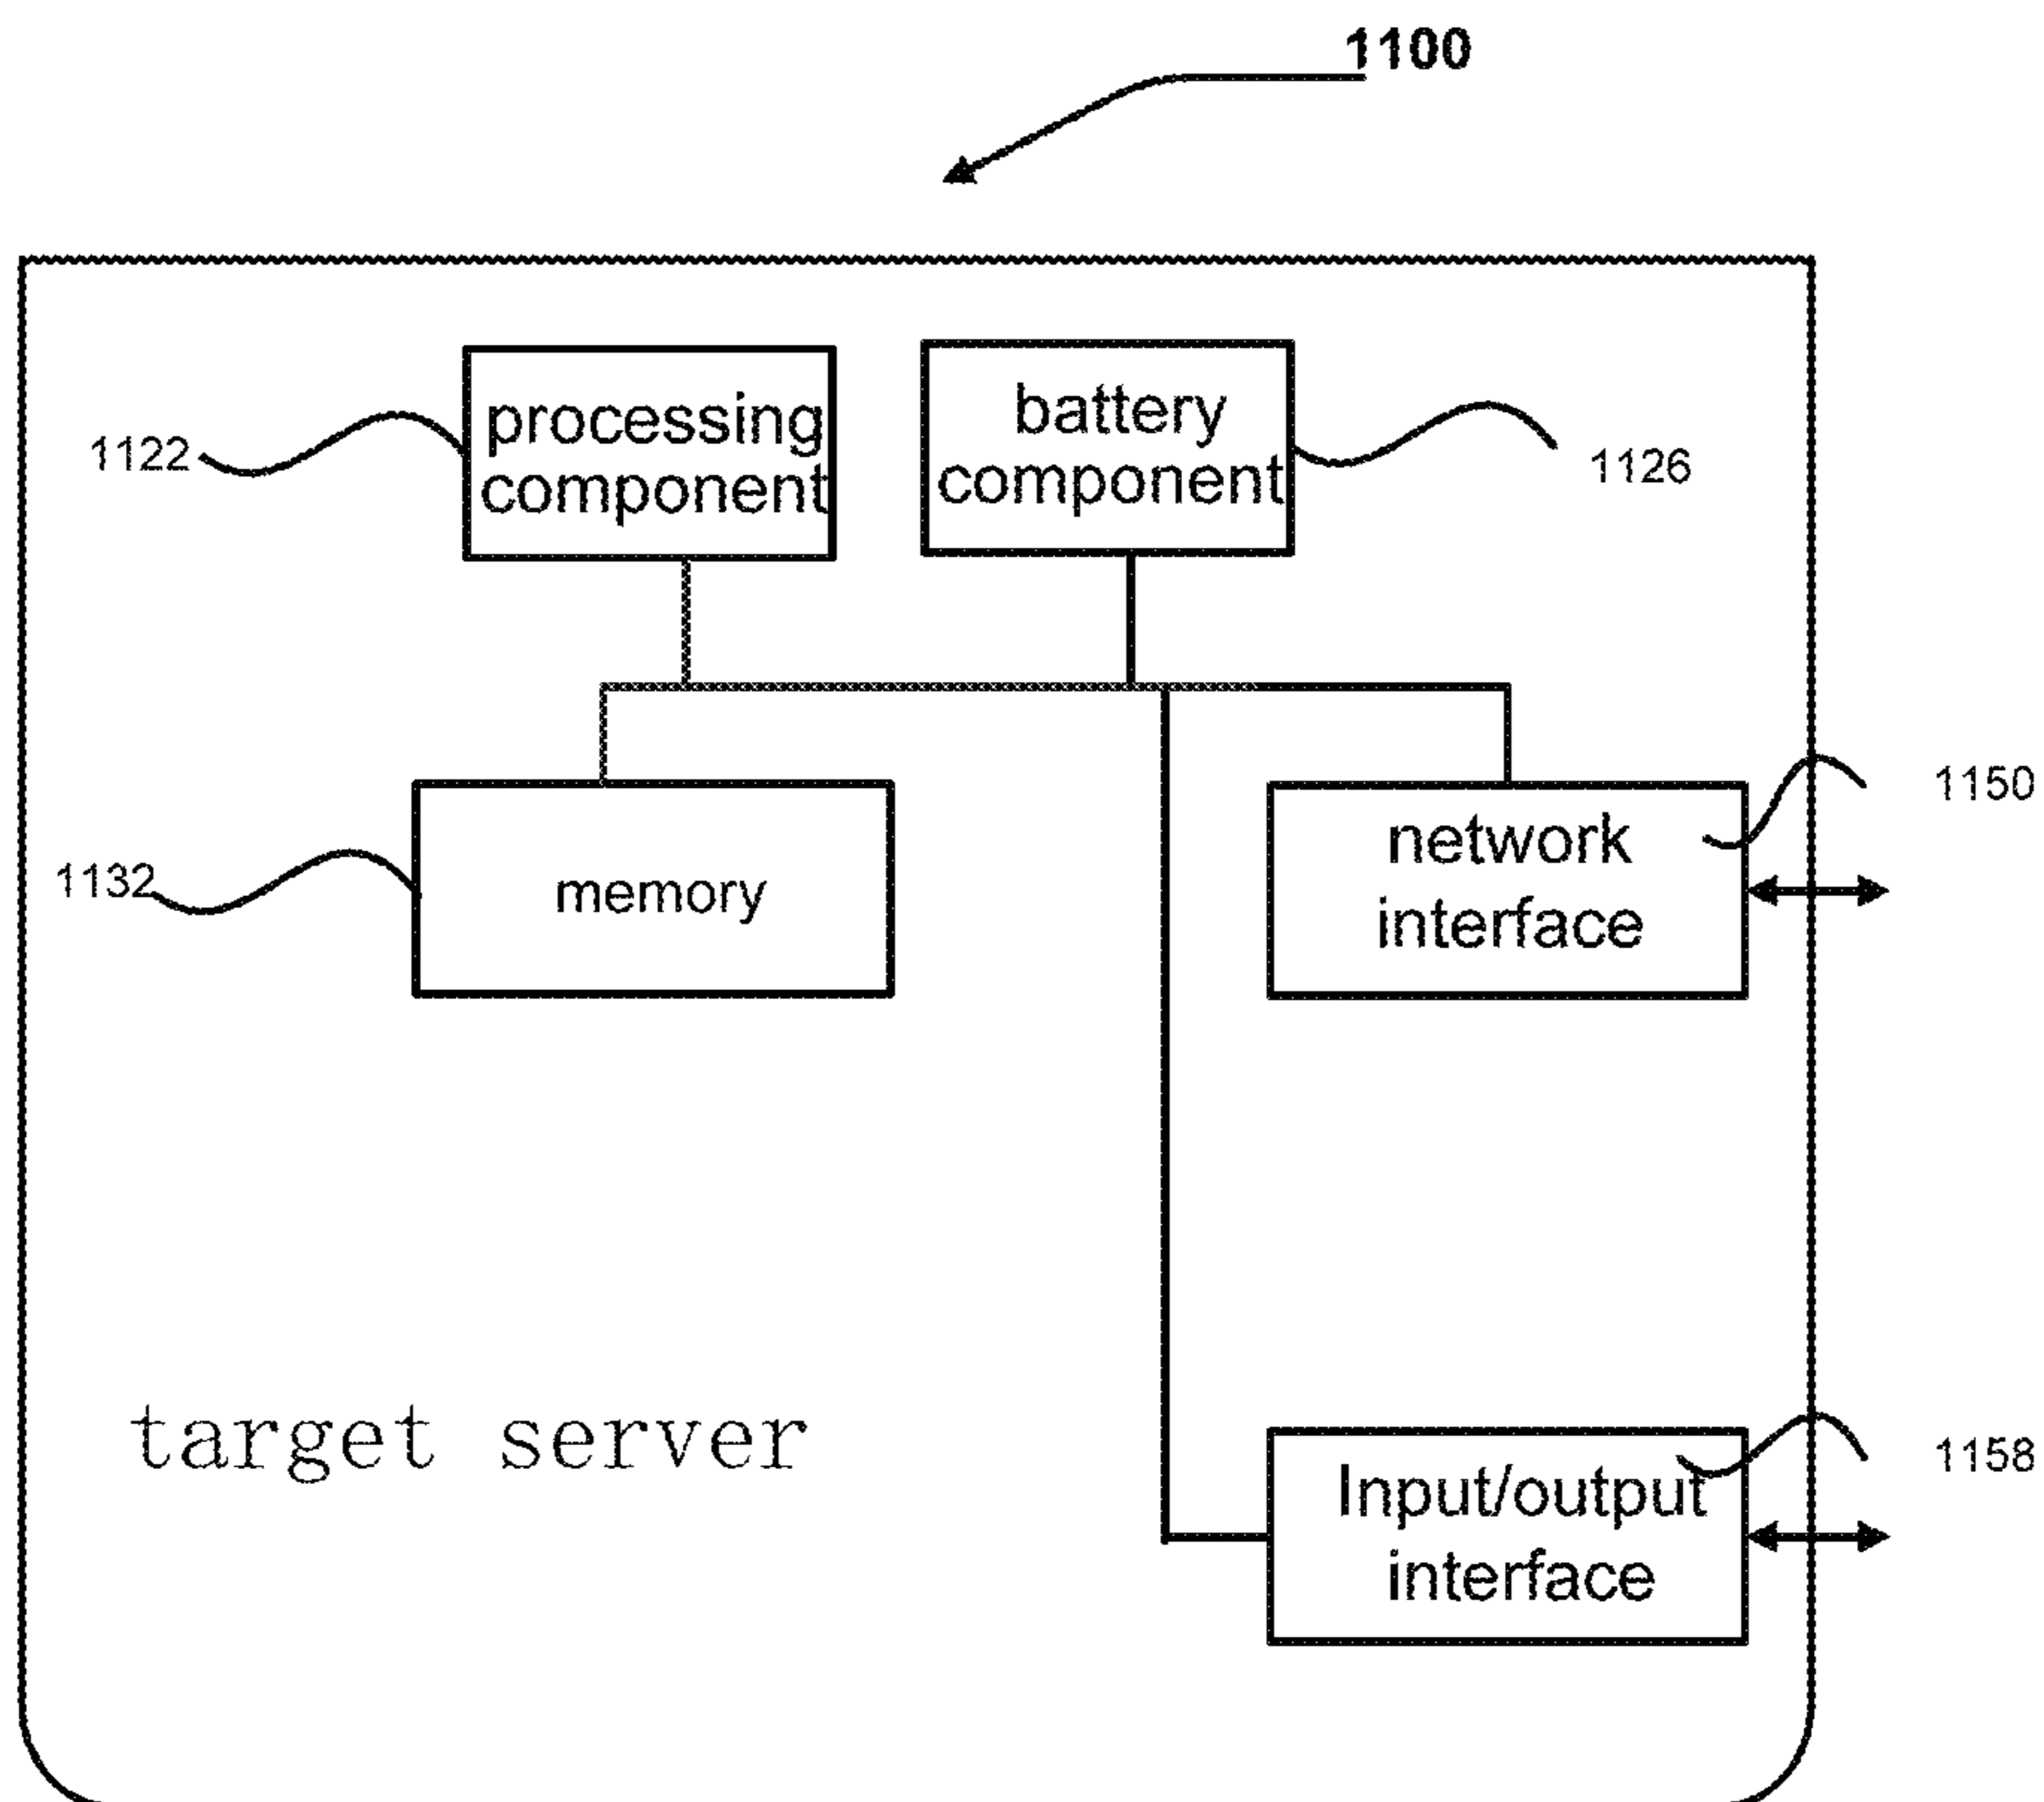 1100
processing
component
1122
battery
component
1126
1132
memory
network
interface
1150
target server
Input/output
interface
1158